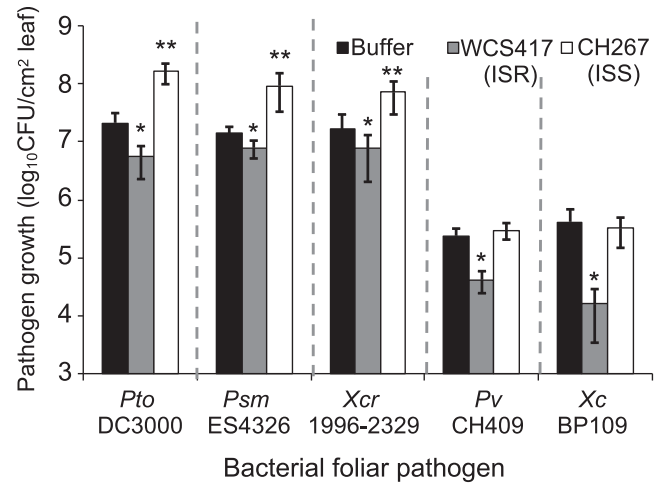 Pathogen growth (log₁₀CFU/cm² leaf)
9
8
7
6
5
4
3
Buffer
WCS417
(ISR)
CH267
(ISS)
*
**
*
**
*
**
*
*
Pto
DC3000
Psm
ES4326
Xcr
1996-2329
Pv
CH409
Xc
BP109
Bacterial foliar pathogen